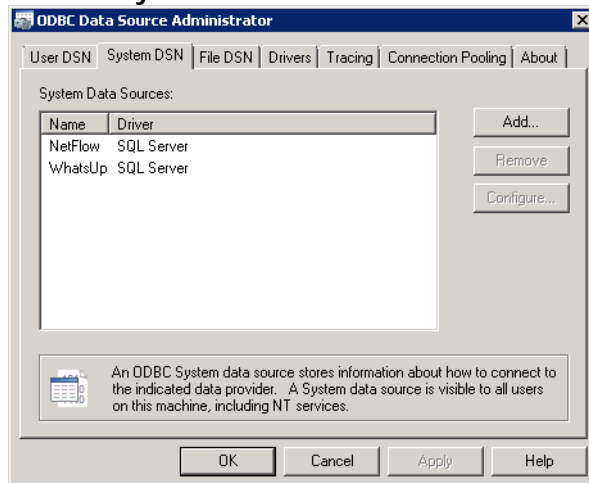 ODBC Data Source Administrator
User DSN System DSN File DSN Drivers Tracing Connection Pooling About
System Data Sources:
Name Driver
NetFlow SQL Server
WhatsUp SQL Server
Add...
Remove
Configure...
An ODBC System data source stores information about how to connect to
the indicated data provider. A System data source is visible to all users
on this machine, including NT services.
OK Cancel Apply Help